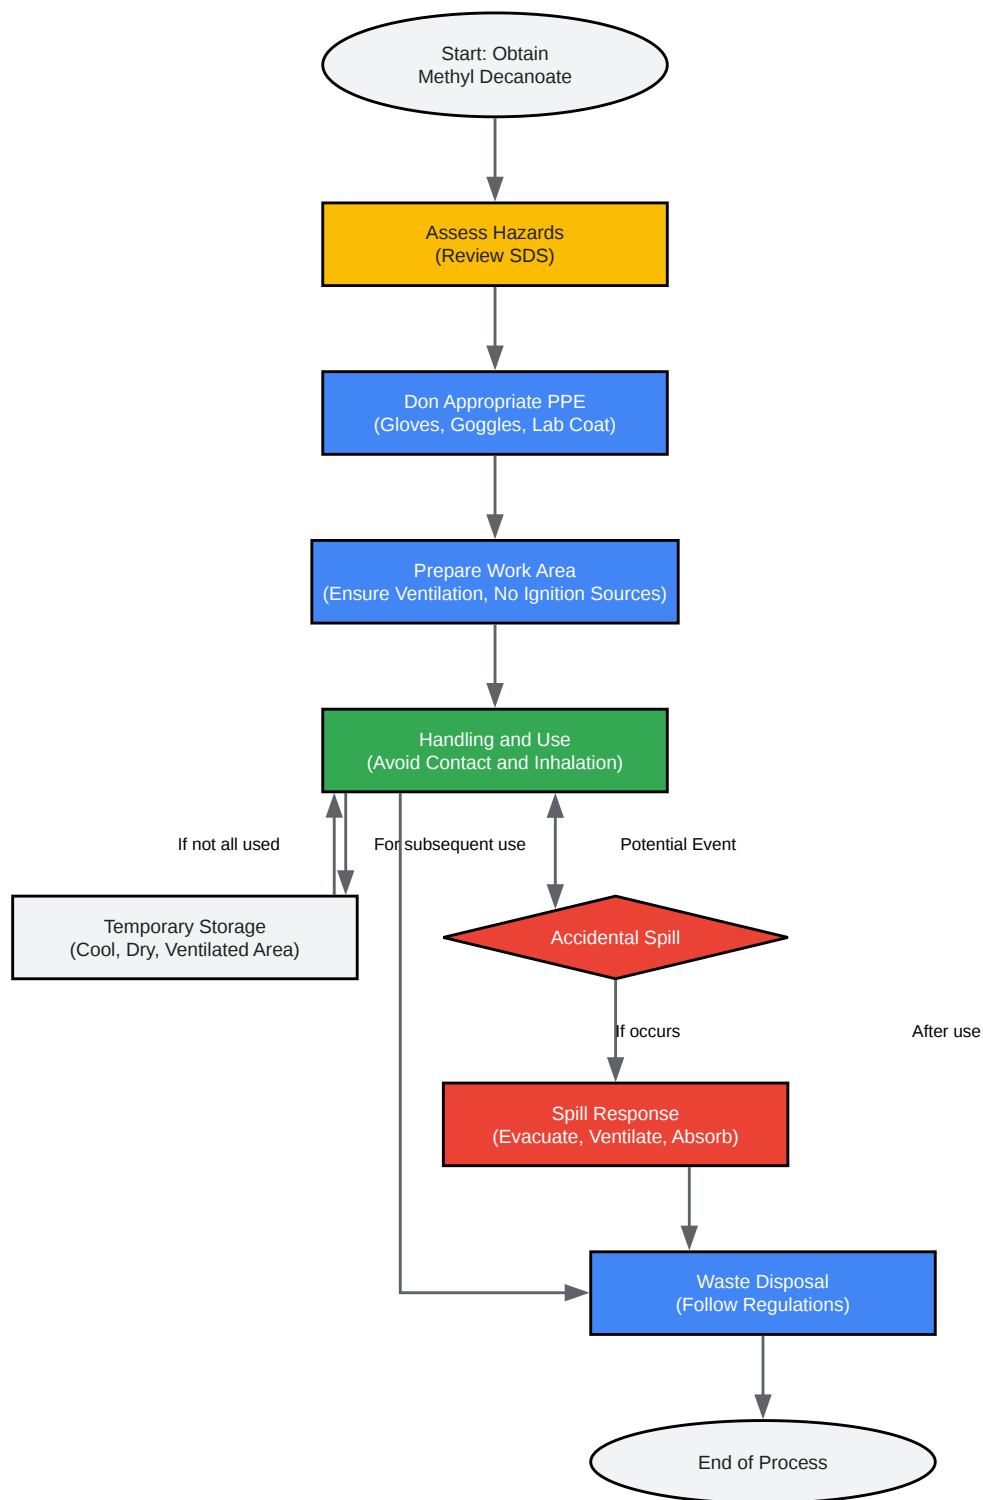 Start: Obtain
Methyl Decanoate
Assess Hazards
(Review SDS)
Don Appropriate PPE
(Gloves, Goggles, Lab Coat)
Prepare Work Area
(Ensure Ventilation, No Ignition Sources)
Handling and Use
(Avoid Contact and Inhalation)
If not all used
For subsequent use
Potential Event
Temporary Storage
(Cool, Dry, Ventilated Area)
Accidental Spill
If occurs
After use
Spill Response
(Evacuate, Ventilate, Absorb)
Waste Disposal
(Follow Regulations)
End of Process